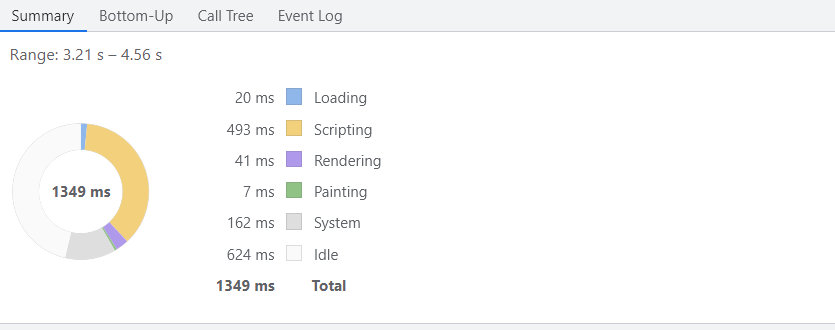 Summary Bottom-Up Call Tree Event Log
Range: 3.21 s – 4.56 s
20 ms Loading
493 ms Scripting
41 ms Rendering
1349 ms
7 ms Painting
162 ms System
624 ms Idle
1349 ms Total